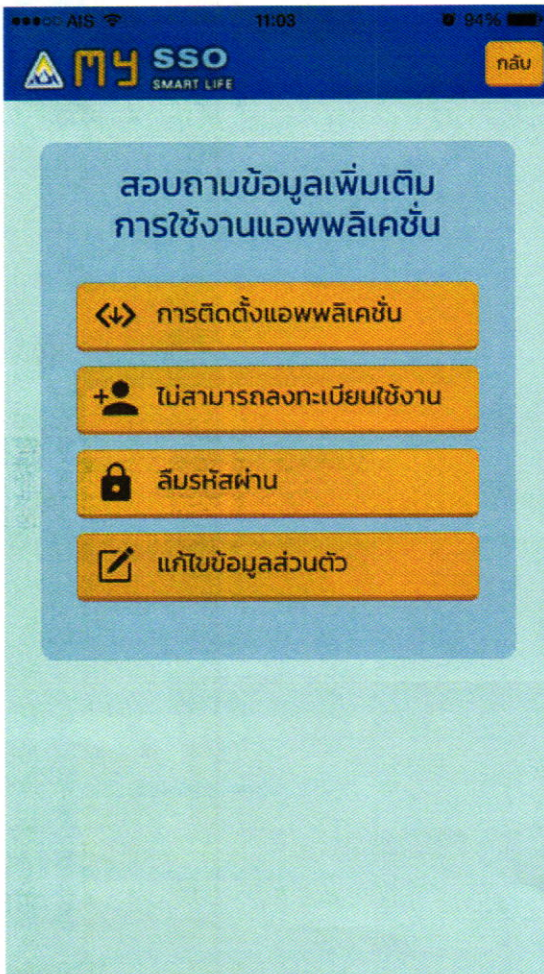 AIS 11:03 94%
MY SSO
SMART LIFE
กลับ
สอบถามข้อมูลเพิ่มเติม
การใช้งานแอพพลิเคชั่น
การติดตั้งแอพพลิเคชั่น
ไม่สามารถลงทะเบียนใช้งาน
ลืมรหัสผ่าน
แก้ไขข้อมูลส่วนตัว